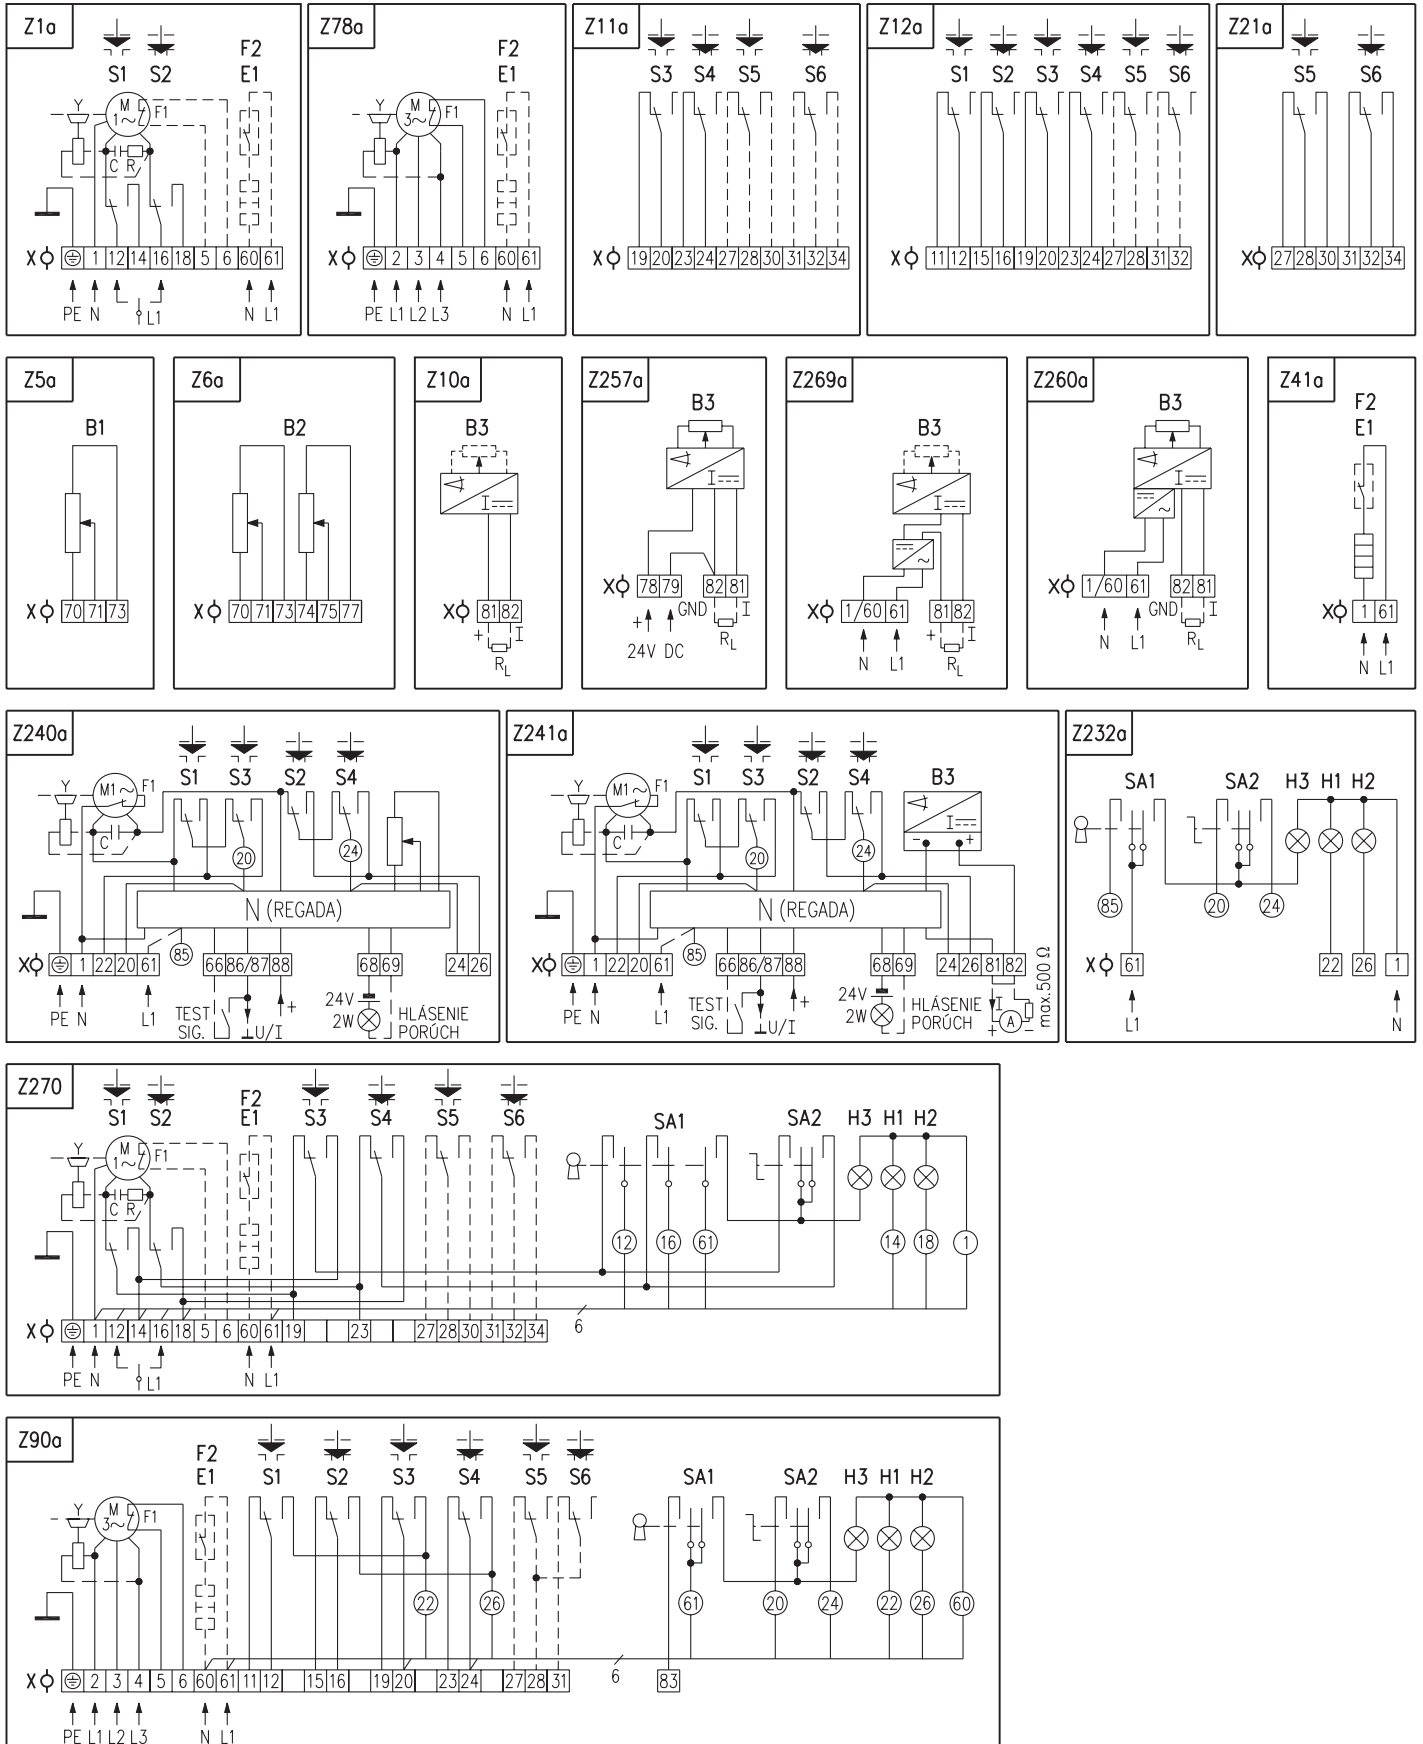 Z1a
S1 S2 F2
E1
Y M 1~ F1
C R
X 1 12 14 16 18 5 6 60 61
PE N L1 N L1
Z78a
F2
E1
Y M 3~ F1
X 2 3 4 5 6 60 61
PE L1 L2 L3 N L1
Z11a
S3 S4 S5 S6
X 19 20 23 24 27 28 30 31 32 34
Z12a
S1 S2 S3 S4 S5 S6
X 11 12 15 16 19 20 23 24 27 28 31 32
Z21a
S5 S6
X 27 28 30 31 32 34
Z5a
B1
X 70 71 73
Z6a
B2
X 70 71 73 74 75 77
Z10a
B3
I
X 81 82
+ I
RL
Z257a
B3
I
X 78 79 82 81
GND I
+ RL
24V DC
Z269a
B3
I
~
X 1/60 61 81 82
+ I
N L1 RL
Z260a
B3
I
~
X 1/60 61 82 81
GND I
N L1 RL
Z41a
F2
E1
X 1 61
N L1
Z240a
S1 S3 S2 S4
Y M1~ F1
C 20 24
N (REGADA)
X 1 22 20 61 85 66 86/87 88 68 69 24 26
PE N L1 TEST SIG. U/I + 24V 2W HLÁSENIE PORÚCH
Z241a
S1 S3 S2 S4 B3
Y M1~ F1 I
C 20 24 - +
N (REGADA)
X 1 22 20 61 85 66 86/87 88 68 69 24 26 81 82
PE N L1 TEST SIG. U/I + 24V 2W HLÁSENIE PORÚCH I + A - max.500 Ω
Z232a
SA1 SA2 H3 H1 H2
85 20 24
X 61 22 26 1
L1 N
Z270
S1 S2 F2 E1 S3 S4 S5 S6 SA1 SA2 H3 H1 H2
Y M 1~ F1
C R
12 16 61 14 18 1
X 1 12 14 16 18 5 6 60 61 19 23 27 28 30 31 32 34 6
PE N L1 N L1
Z90a
F2
E1 S1 S2 S3 S4 S5 S6 SA1 SA2 H3 H1 H2
Y M 3~ F1
22 26 61 20 24 22 26 60
X 2 3 4 5 6 60 61 11 12 15 16 19 20 23 24 27 28 31 6 83
PE L1 L2 L3 N L1